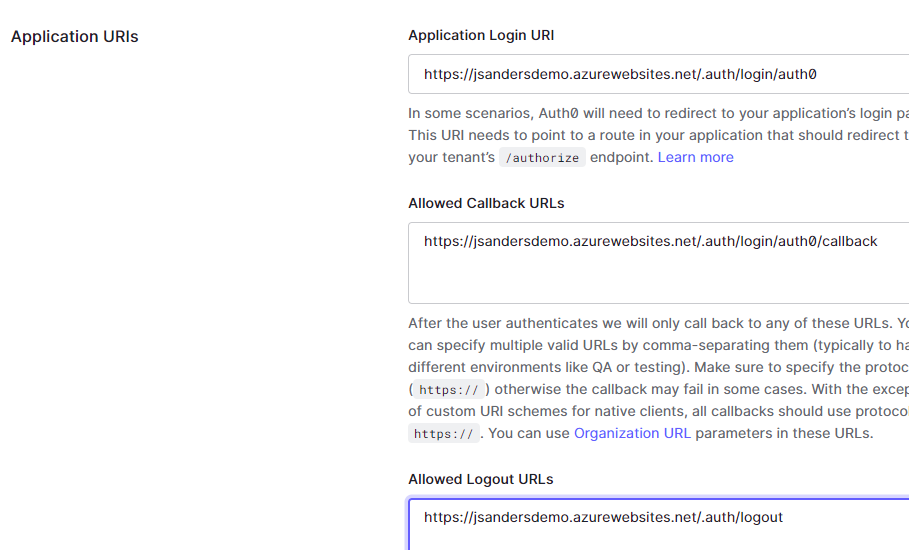 Application URIs
Application Login URI
https://jsandersdemo.azurewebsites.net/.auth/login/auth0
In some scenarios, Auth0 will need to redirect to your application's login
This URI needs to point to a route in your application that should redirect
your tenant's /authorize endpoint. Learn more
Allowed Callback URLs
https://jsandersdemo.azurewebsites.net/.auth/login/auth0/callback
After the user authenticates we will only call back to any of these URLs.
can specify multiple valid URLs by comma-separating them (typically to
different environments like QA or testing). Make sure to specify the
(https://) otherwise the callback may fail in some cases. With the
of custom URI schemes for native clients, all callbacks should use
https://. You can use Organization URL parameters in these URLs.
Allowed Logout URLs
https://jsandersdemo.azurewebsites.net/.auth/logout